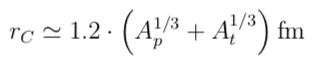 r_C ≃ 1.2 · (A_p^{1/3} + A_t^{1/3}) fm